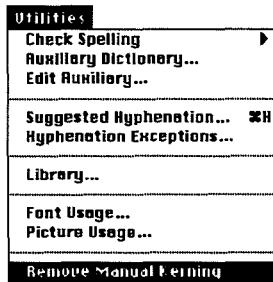 Utilities
Check Spelling ▶
Auxiliary Dictionary...
Edit Auxiliary...
Suggested Hyphenation... ⌘H
Hyphenation Exceptions...
Library...
Font Usage...
Picture Usage...
Remove Manual Kerning